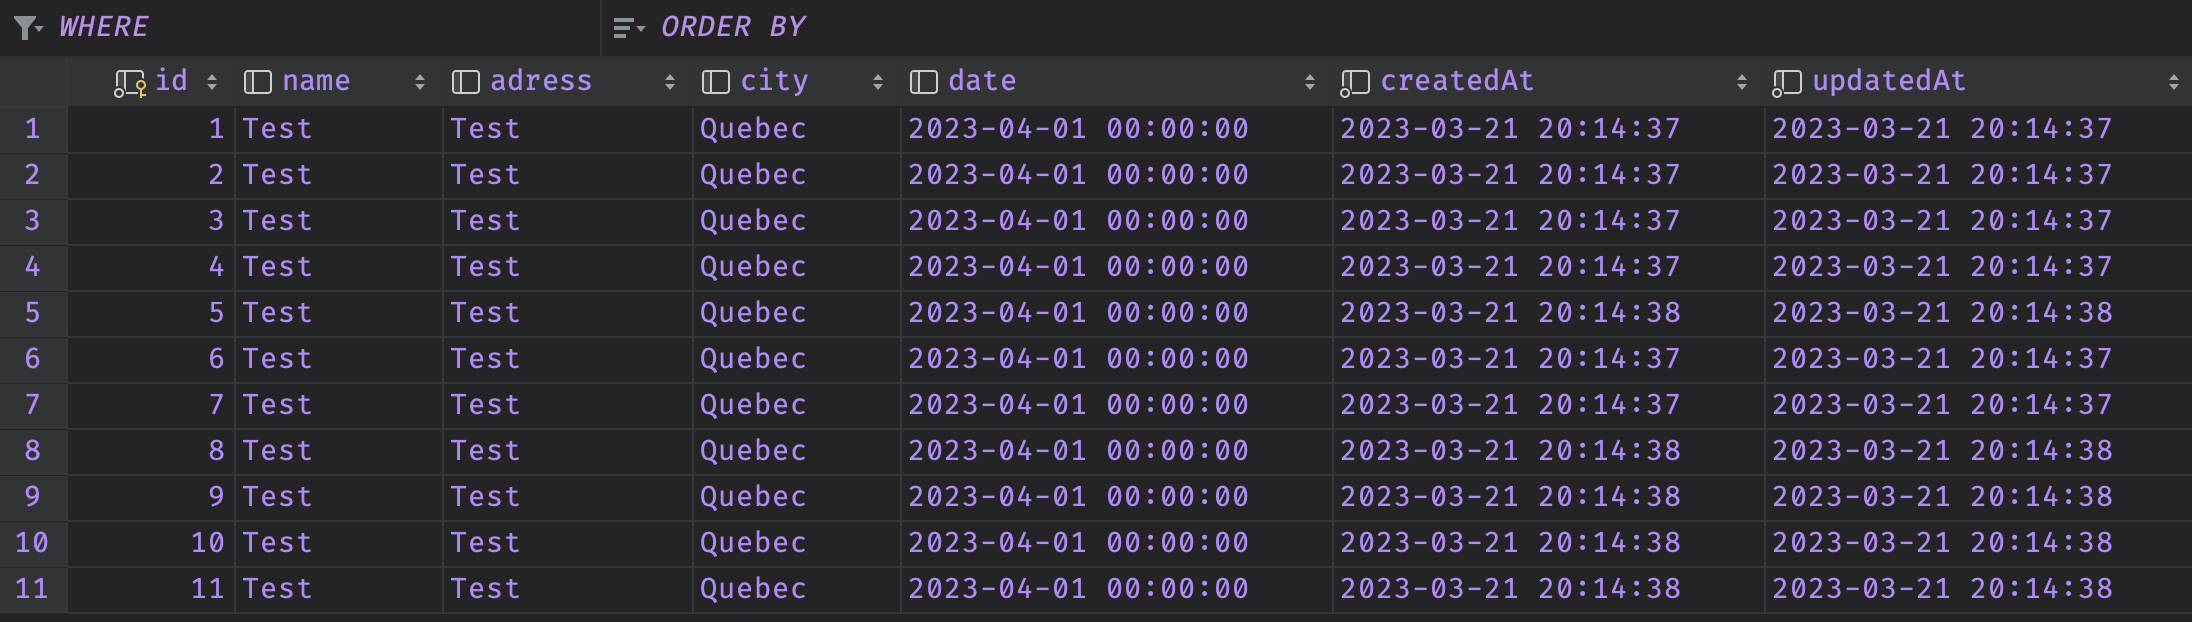 WHERE ORDER BY
id name adress city date createdAt updatedAt
1 1 Test Test Quebec 2023-04-01 00:00:00 2023-03-21 20:14:37 2023-03-21 20:14:37
2 2 Test Test Quebec 2023-04-01 00:00:00 2023-03-21 20:14:37 2023-03-21 20:14:37
3 3 Test Test Quebec 2023-04-01 00:00:00 2023-03-21 20:14:37 2023-03-21 20:14:37
4 4 Test Test Quebec 2023-04-01 00:00:00 2023-03-21 20:14:37 2023-03-21 20:14:37
5 5 Test Test Quebec 2023-04-01 00:00:00 2023-03-21 20:14:38 2023-03-21 20:14:38
6 6 Test Test Quebec 2023-04-01 00:00:00 2023-03-21 20:14:37 2023-03-21 20:14:37
7 7 Test Test Quebec 2023-04-01 00:00:00 2023-03-21 20:14:37 2023-03-21 20:14:37
8 8 Test Test Quebec 2023-04-01 00:00:00 2023-03-21 20:14:38 2023-03-21 20:14:38
9 9 Test Test Quebec 2023-04-01 00:00:00 2023-03-21 20:14:38 2023-03-21 20:14:38
10 10 Test Test Quebec 2023-04-01 00:00:00 2023-03-21 20:14:38 2023-03-21 20:14:38
11 11 Test Test Quebec 2023-04-01 00:00:00 2023-03-21 20:14:38 2023-03-21 20:14:38